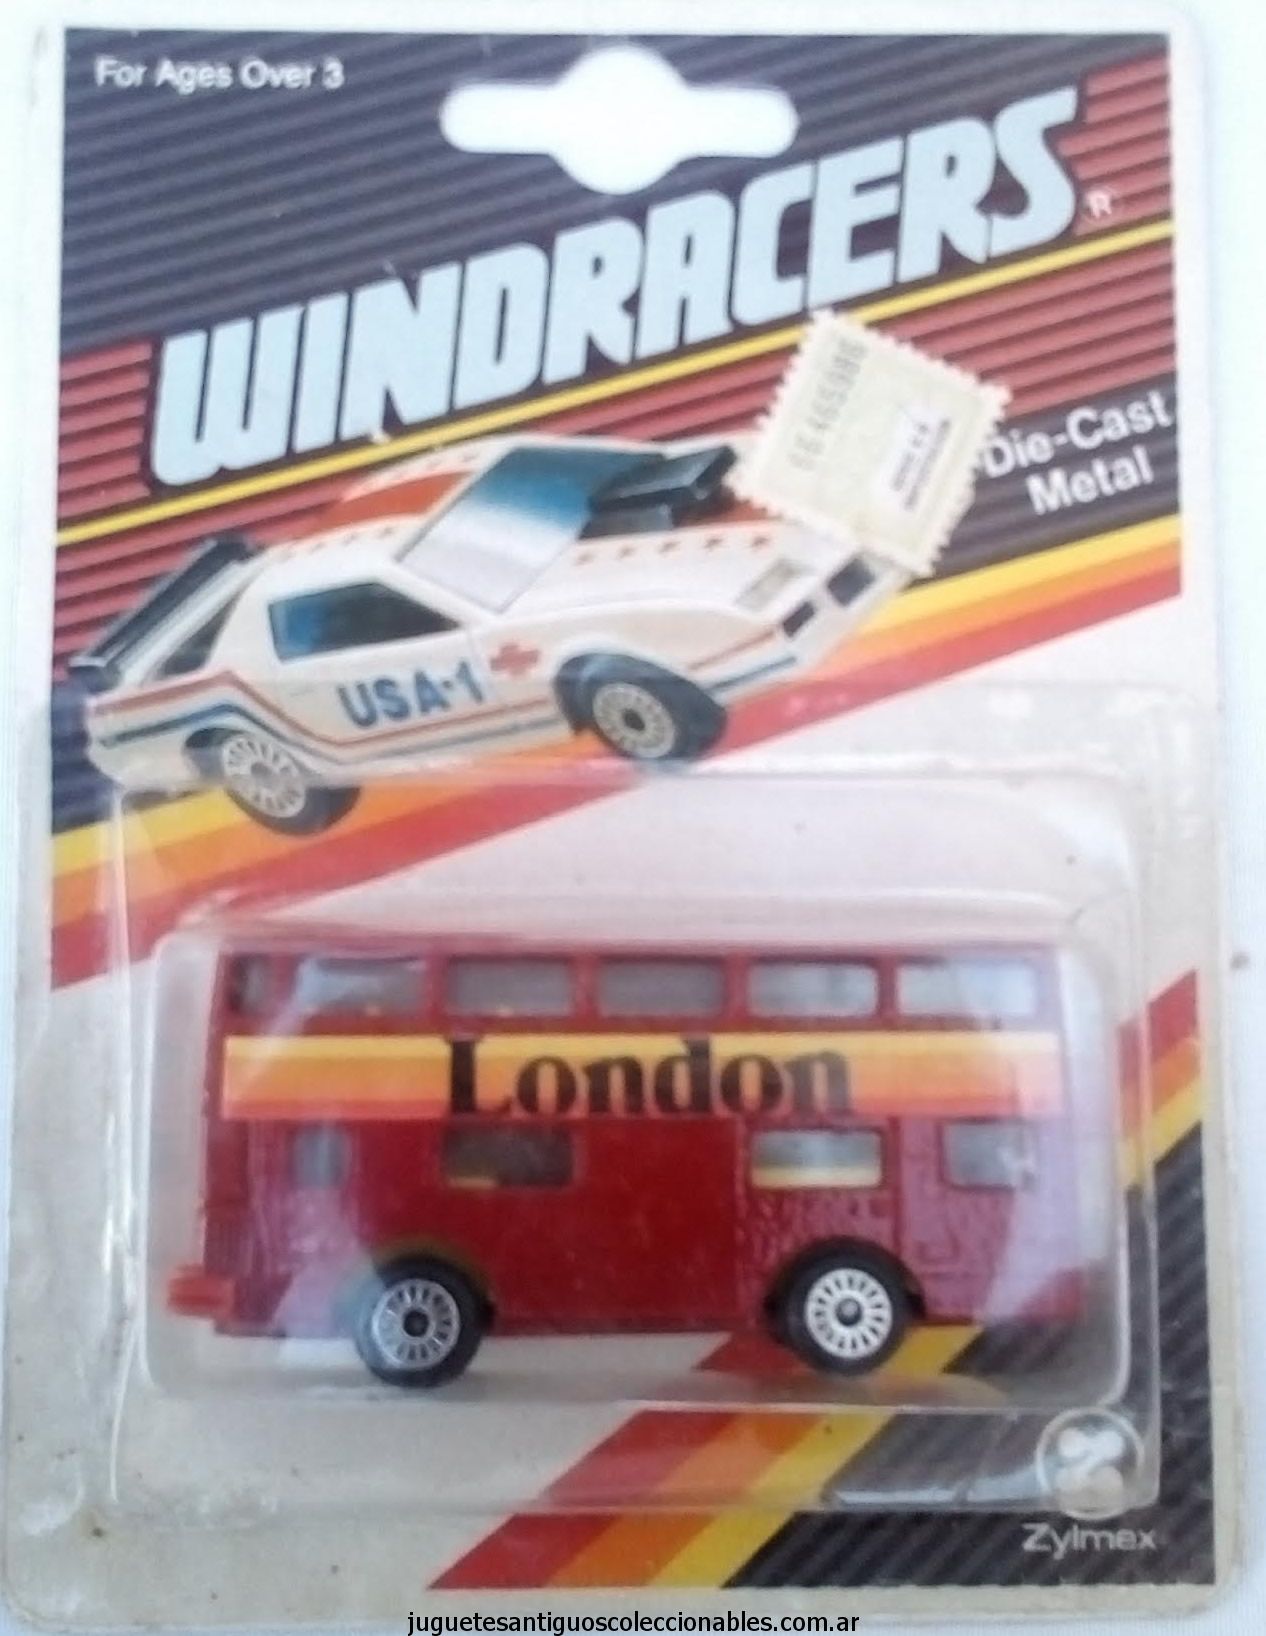 For Ages Over 3
WINDRACERS
R
Die-Cast
Metal
USA-1
London
Zylmex
juguetesantiguoscoleccionables.com.ar